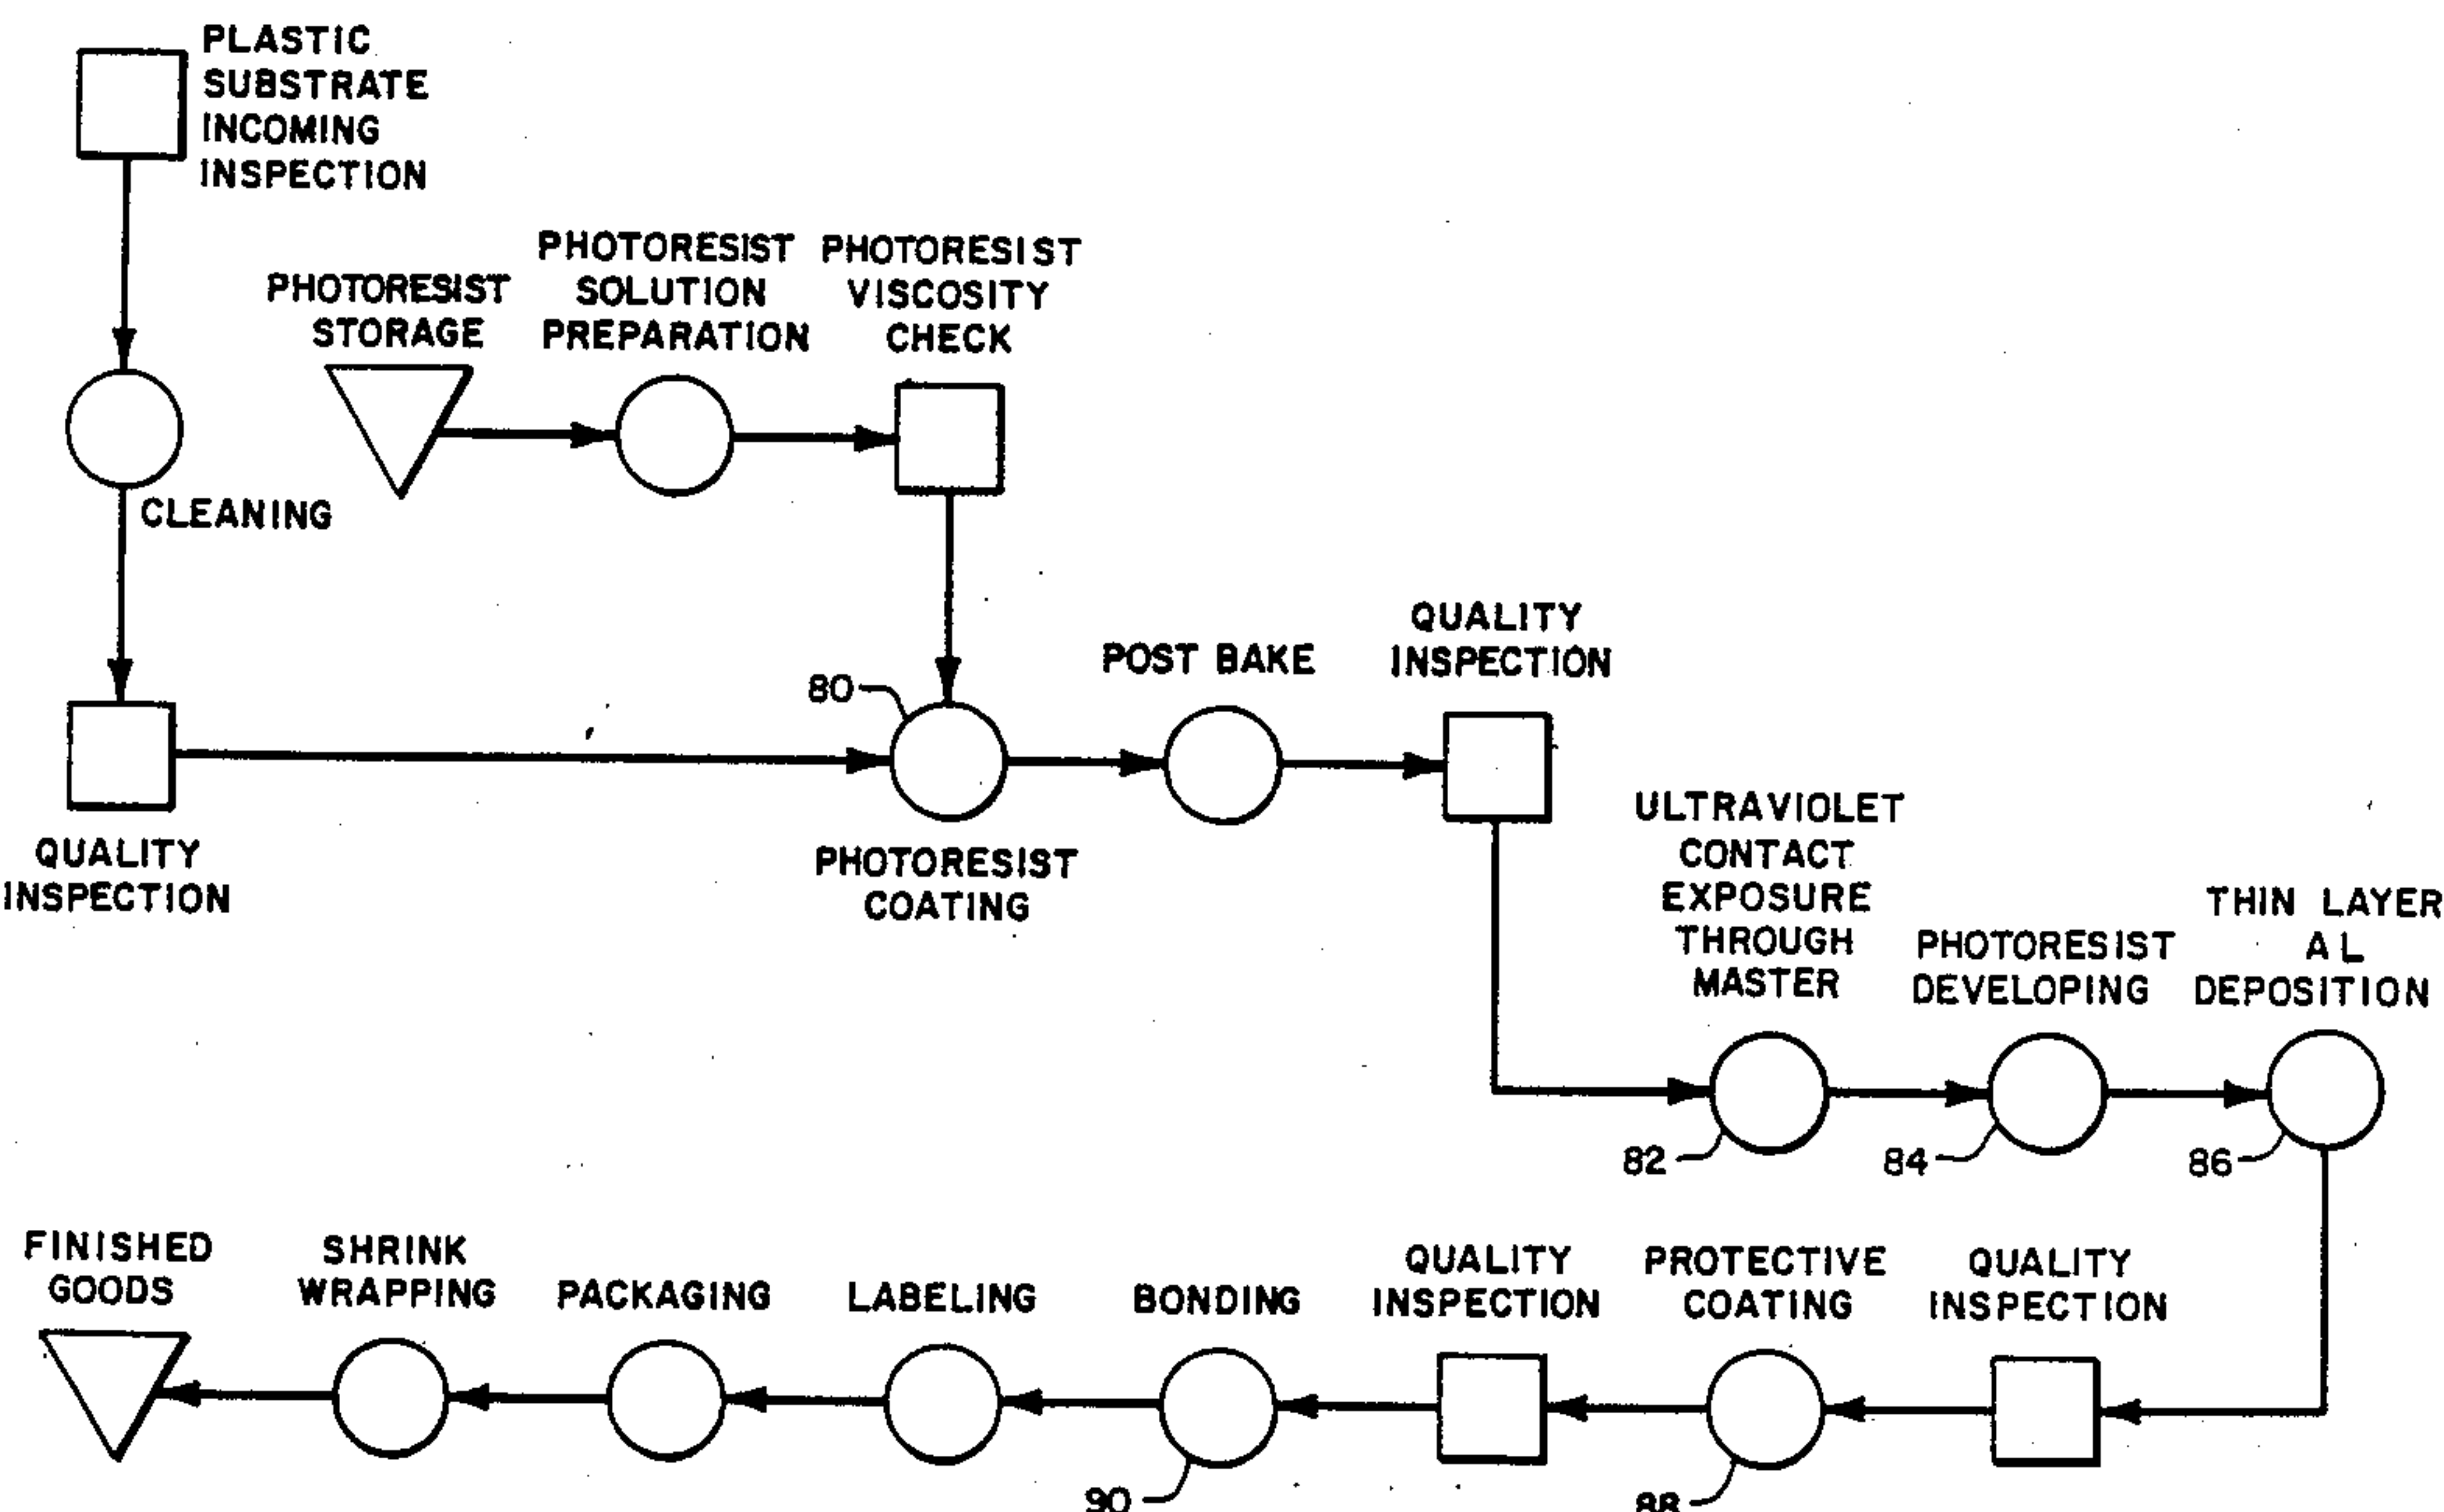 PLASTIC
SUBSTRATE
INCOMING
INSPECTION
PHOTORESIST
STORAGE
PHOTORESIST
SOLUTION
PREPARATION
PHOTORESIST
VISCOSITY
CHECK
CLEANING
QUALITY
INSPECTION
80
PHOTORESIST
COATING
POST BAKE
QUALITY
INSPECTION
ULTRAVIOLET
CONTACT
EXPOSURE
THROUGH
MASTER
82
PHOTORESIST
DEVELOPING
84
THIN LAYER
AL
DEPOSITION
86
FINISHED
GOODS
SHRINK
WRAPPING
PACKAGING
LABELING
BONDING
90
QUALITY
INSPECTION
PROTECTIVE
COATING
88
QUALITY
INSPECTION